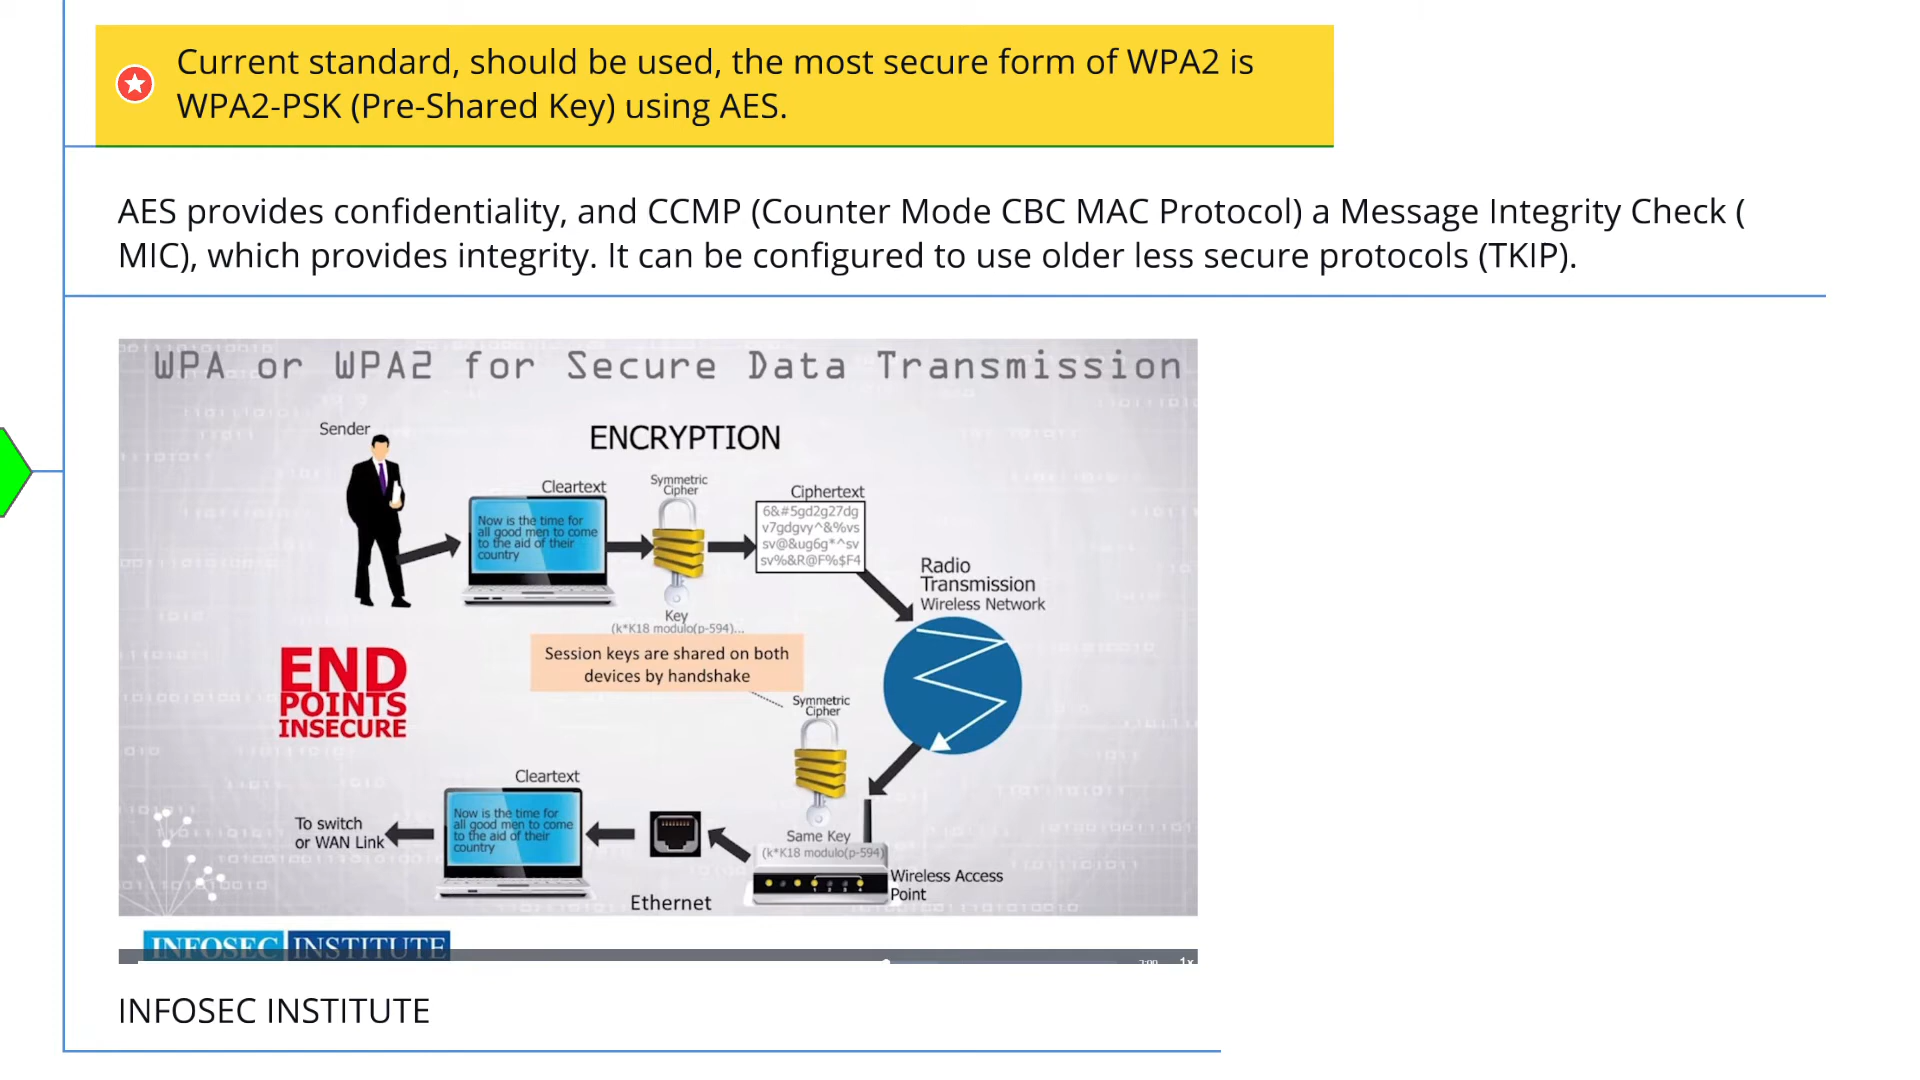 Current standard, should be used, the most secure form of WPA2 is
WPA2-PSK (Pre-Shared Key) using AES.
AES provides confidentiality, and CCMP (Counter Mode CBC MAC Protocol) a Message Integrity Check (
MIC), which provides integrity. It can be configured to use older less secure protocols (TKIP).
WPA or WPA2 for Secure Data Transmission
Sender
ENCRYPTION
Cleartext
Symmetric
Cipher
Ciphertext
Now is the time for
all good men to come
to the aid of their
country
6&#5gd2g27dg
v7gdgvy^&%vs
sv@&ug6g*^sv
sv%&R@F%$F4
Radio
Transmission
Wireless Network
Key
(k*K18 modulo(p-594)...
Session keys are shared on both
devices by handshake
END
POINTS
INSECURE
Symmetric
Cipher
Cleartext
Now is the time for
all good men to come
to the aid of their
country
To switch
or WAN Link
Same Key
(k*K18 modulo(p-594)
Wireless Access
Point
Ethernet
INFOSEC INSTITUTE
1x
INFOSEC INSTITUTE